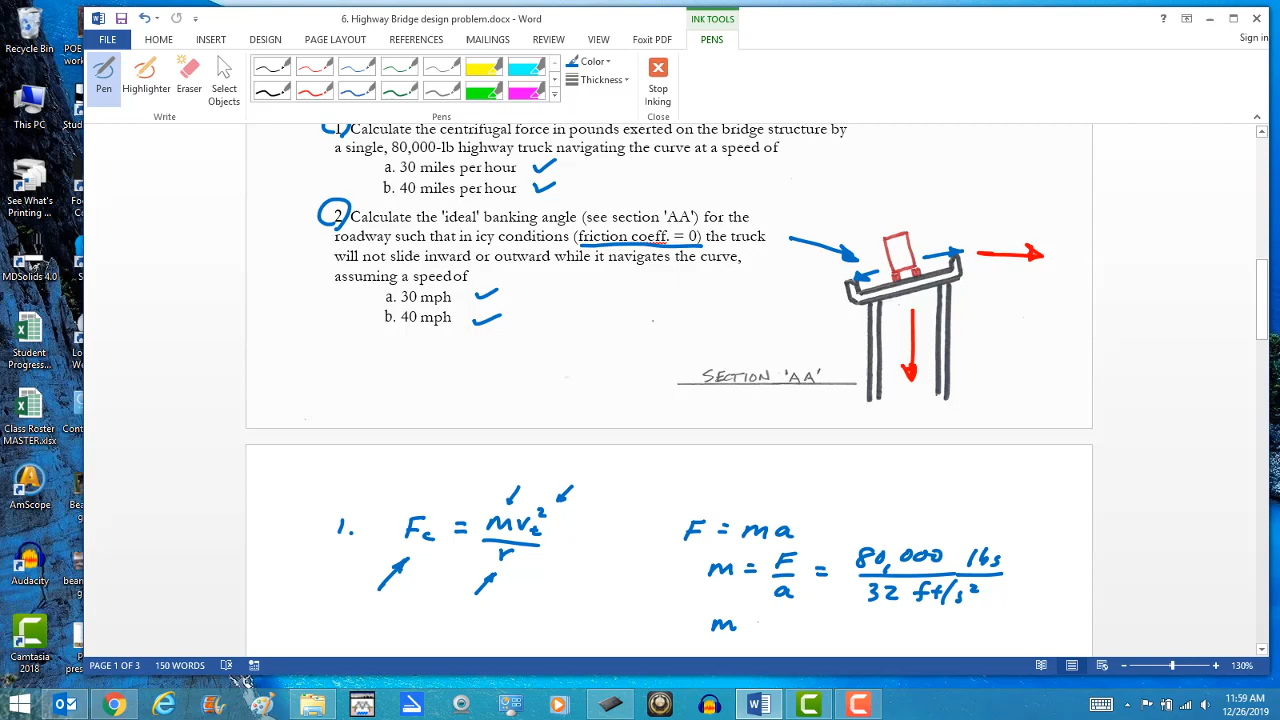 Recycle Bin
POE
work
6. Highway Bridge design problem.docx - Word
INK TOOLS
?
FILE
HOME
INSERT
DESIGN
PAGE LAYOUT
REFERENCES
MAILINGS
REVIEW
VIEW
Foxit PDF
PENS
Sign in
Pen
Highlighter
Eraser
Select
Objects
Color
Thickness
Stop
Inking
Write
Pens
Close
This PC
Stud
See What's
Printing ...
MDSolids 4.0
Student
Progress...
Class Roster
MASTER.xlsx
AmScope
Audacity
Camtasia
2018
1. Calculate the centrifugal force in pounds exerted on the bridge structure by
a single, 80,000-lb highway truck navigating the curve at a speed of
a. 30 miles per hour
b. 40 miles per hour
2. Calculate the 'ideal' banking angle (see section 'AA') for the
roadway such that in icy conditions (friction coeff. = 0) the truck
will not slide inward or outward while it navigates the curve,
assuming a speed of
a. 30 mph
b. 40 mph
SECTION 'AA'
1. Fc = mvt²
r
F = ma
m = F/a = 80,000 lbs
32 ft/s²
m
PAGE 1 OF 3
150 WORDS
130%
11:59 AM
12/26/2019